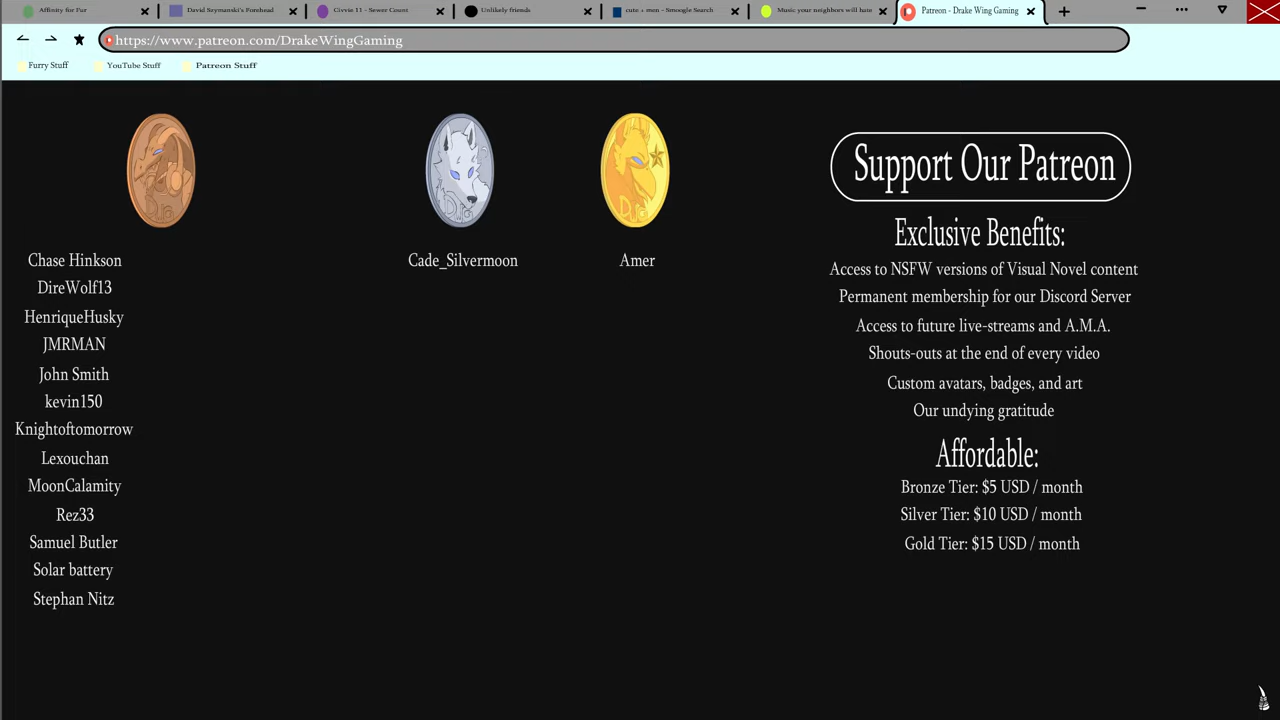 Affinity for Fur
David Szymanski's Forehead
Civvie 11 - Sewer Count
Unlikely friends
cute + men - Smoogle Search
Music your neighbors will hate
Patreon - Drake Wing Gaming
https://www.patreon.com/DrakeWingGaming
Furry Stuff
YouTube Stuff
Patreon Stuff
Chase Hinkson
DireWolf13
HenriqueHusky
JMRMAN
John Smith
kevin150
Knightoftomorrow
Lexouchan
MoonCalamity
Rez33
Samuel Butler
Solar battery
Stephan Nitz
Cade_Silvermoon
Amer
Support Our Patreon
Exclusive Benefits:
Access to NSFW versions of Visual Novel content
Permanent membership for our Discord Server
Access to future live-streams and A.M.A.
Shouts-outs at the end of every video
Custom avatars, badges, and art
Our undying gratitude
Affordable:
Bronze Tier: $5 USD / month
Silver Tier: $10 USD / month
Gold Tier: $15 USD / month